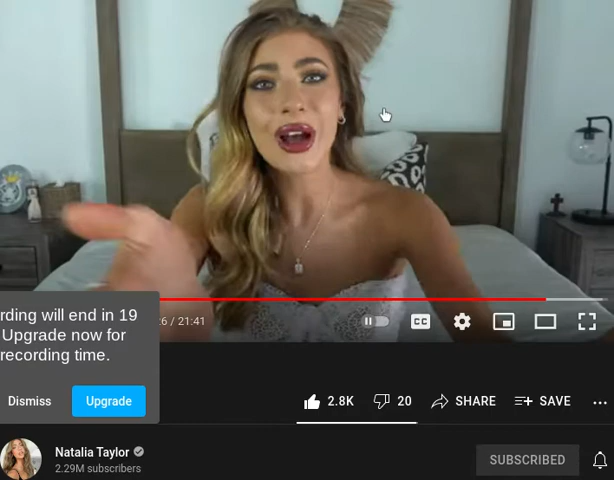 rding will end in 19
Upgrade now for
recording time.
Dismiss
Upgrade
6 / 21:41
CC
2.8K
20
SHARE
SAVE
Natalia Taylor
2.29M subscribers
SUBSCRIBED